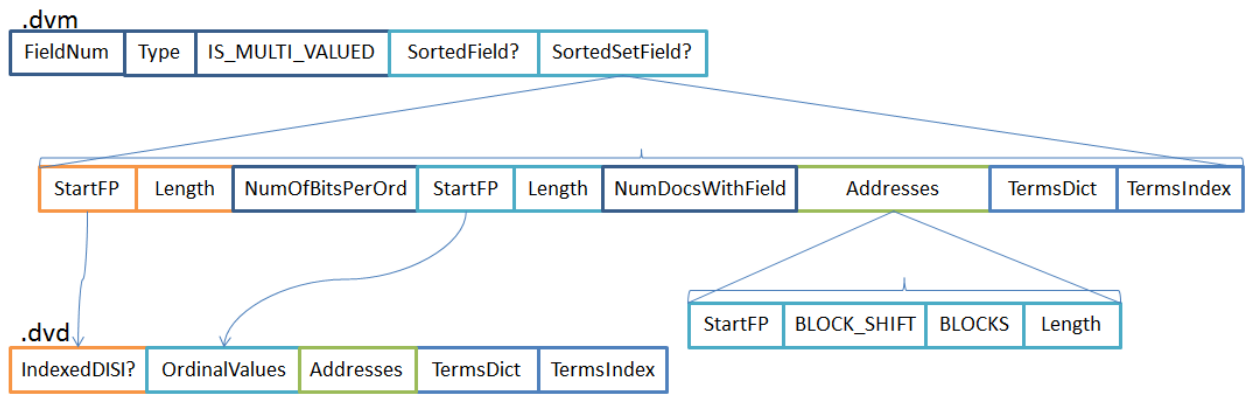 .dvm
FieldNum Type IS_MULTI_VALUED SortedField? SortedSetField?
StartFP Length NumOfBitsPerOrd StartFP Length NumDocsWithField Addresses TermsDict TermsIndex
StartFP BLOCK_SHIFT BLOCKS Length
.dvd
IndexedDISI? OrdinalValues Addresses TermsDict TermsIndex